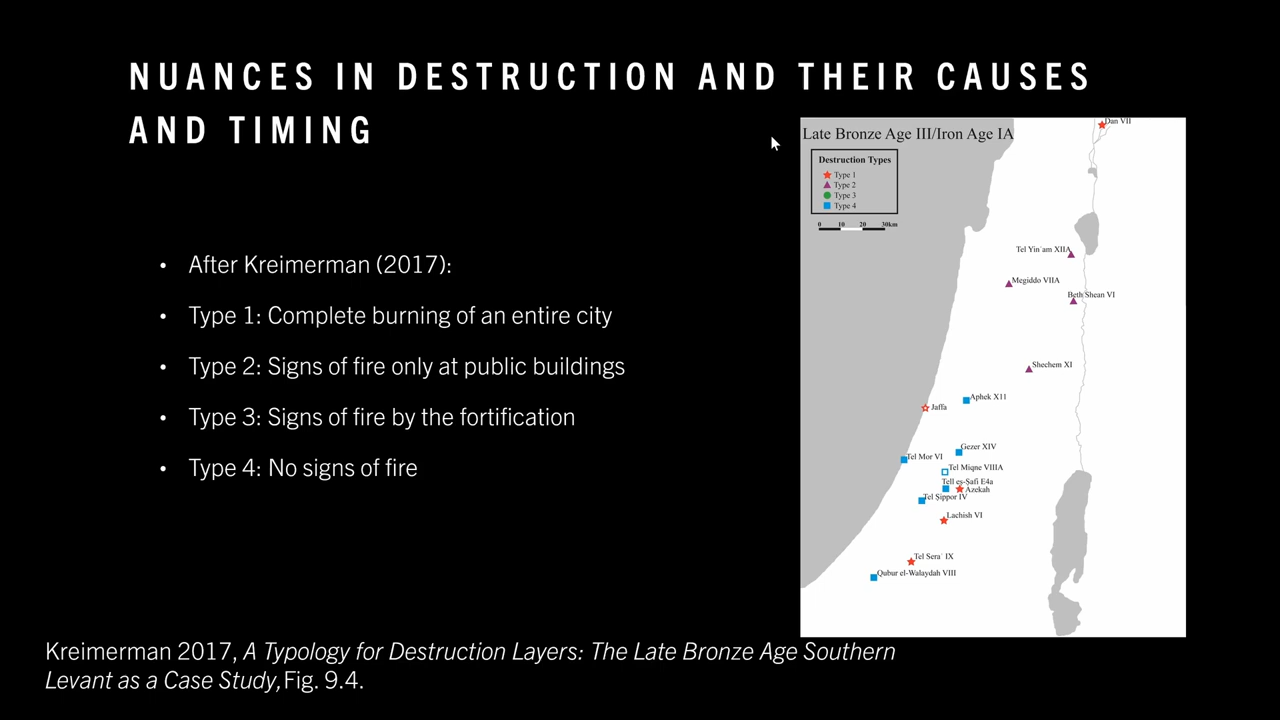 NUANCES IN DESTRUCTION AND THEIR CAUSES
AND TIMING
• After Kreimerman (2017):
• Type 1: Complete burning of an entire city
• Type 2: Signs of fire only at public buildings
• Type 3: Signs of fire by the fortification
• Type 4: No signs of fire
Late Bronze Age III/Iron Age IA
Destruction Types
Type 1
Type 2
Type 3
Type 4
0 10 20 30km
Dan VII
Tel Yin´am XIIA
Megiddo VIIA
Beth Shean VI
Shechem XI
Aphek X11
Jaffa
Gezer XIV
Tel Mor VI
Tel Miqne VIIIA
Tell es-Safi E4a
Azekah
Tel Sippor IV
Lachish VI
Tel Sera´ IX
Qubur el-Walaydah VIII
Kreimerman 2017, A Typology for Destruction Layers: The Late Bronze Age Southern
Levant as a Case Study, Fig. 9.4.